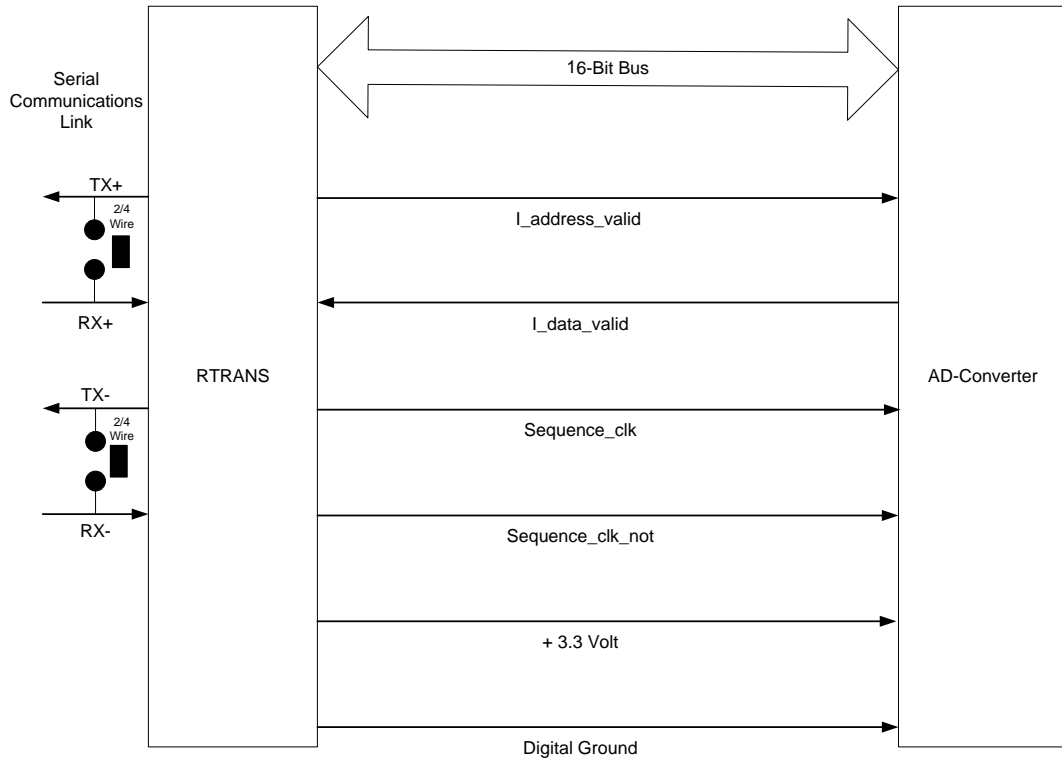 16-Bit Bus
Serial
Communications
Link
TX+
2/4
Wire
I_address_valid
RX+
I_data_valid
RTRANS
AD-Converter
TX-
2/4
Wire
Sequence_clk
RX-
Sequence_clk_not
+ 3.3 Volt
Digital Ground